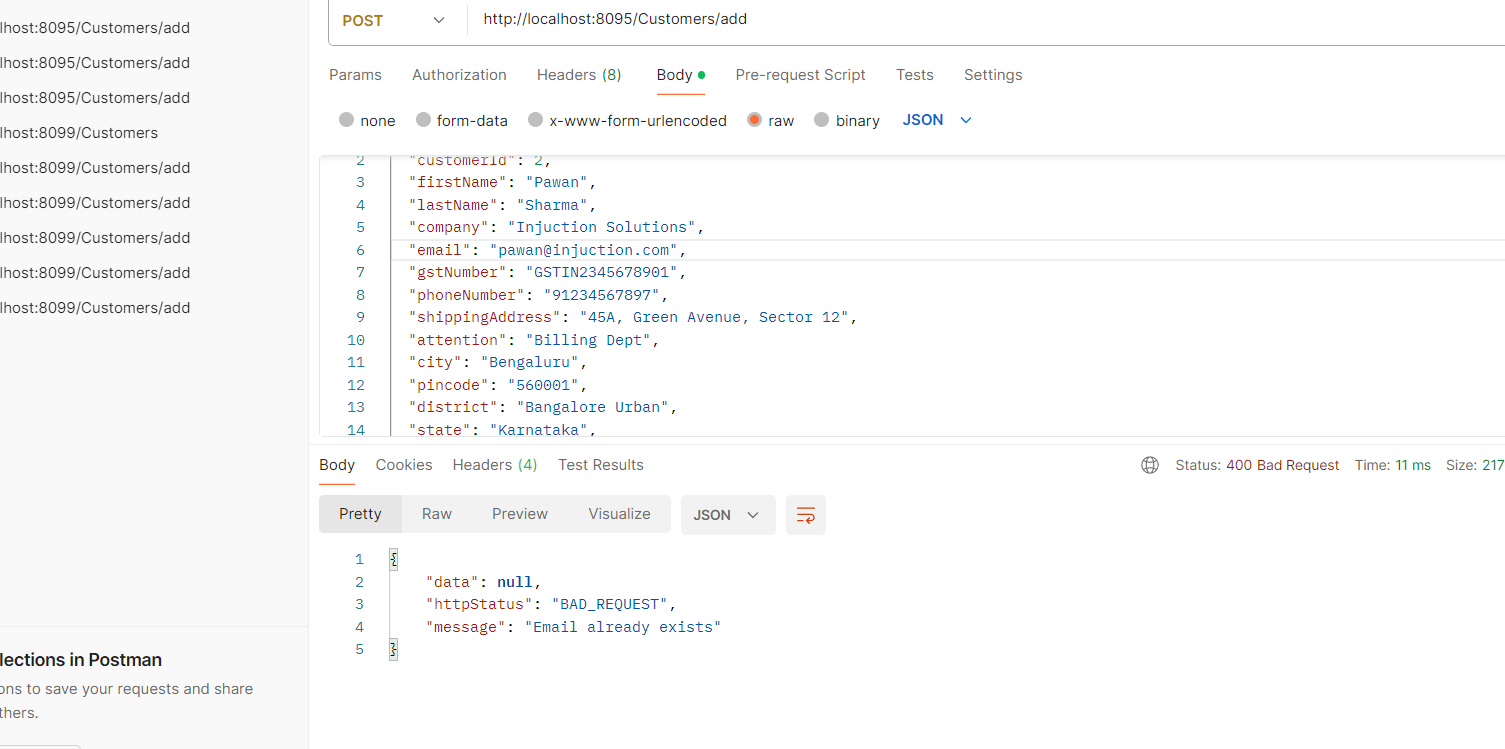 lhost:8095/Customers/add
lhost:8095/Customers/add
lhost:8095/Customers/add
lhost:8099/Customers
lhost:8099/Customers/add
lhost:8099/Customers/add
lhost:8099/Customers/add
lhost:8099/Customers/add
lhost:8099/Customers/add
lections in Postman
ons to save your requests and share
thers.
POST http://localhost:8095/Customers/add
Params Authorization Headers (8) Body Pre-request Script Tests Settings
none form-data x-www-form-urlencoded raw binary JSON
2 "customerId": 2,
3 "firstName": "Pawan",
4 "lastName": "Sharma",
5 "company": "Injuction Solutions",
6 "email": "pawan@injuction.com",
7 "gstNumber": "GSTIN2345678901",
8 "phoneNumber": "91234567897",
9 "shippingAddress": "45A, Green Avenue, Sector 12",
10 "attention": "Billing Dept",
11 "city": "Bengaluru",
12 "pincode": "560001",
13 "district": "Bangalore Urban",
14 "state": "Karnataka",
Body Cookies Headers (4) Test Results Status: 400 Bad Request Time: 11 ms Size: 217
Pretty Raw Preview Visualize JSON
1 {
2 "data": null,
3 "httpStatus": "BAD_REQUEST",
4 "message": "Email already exists"
5 }